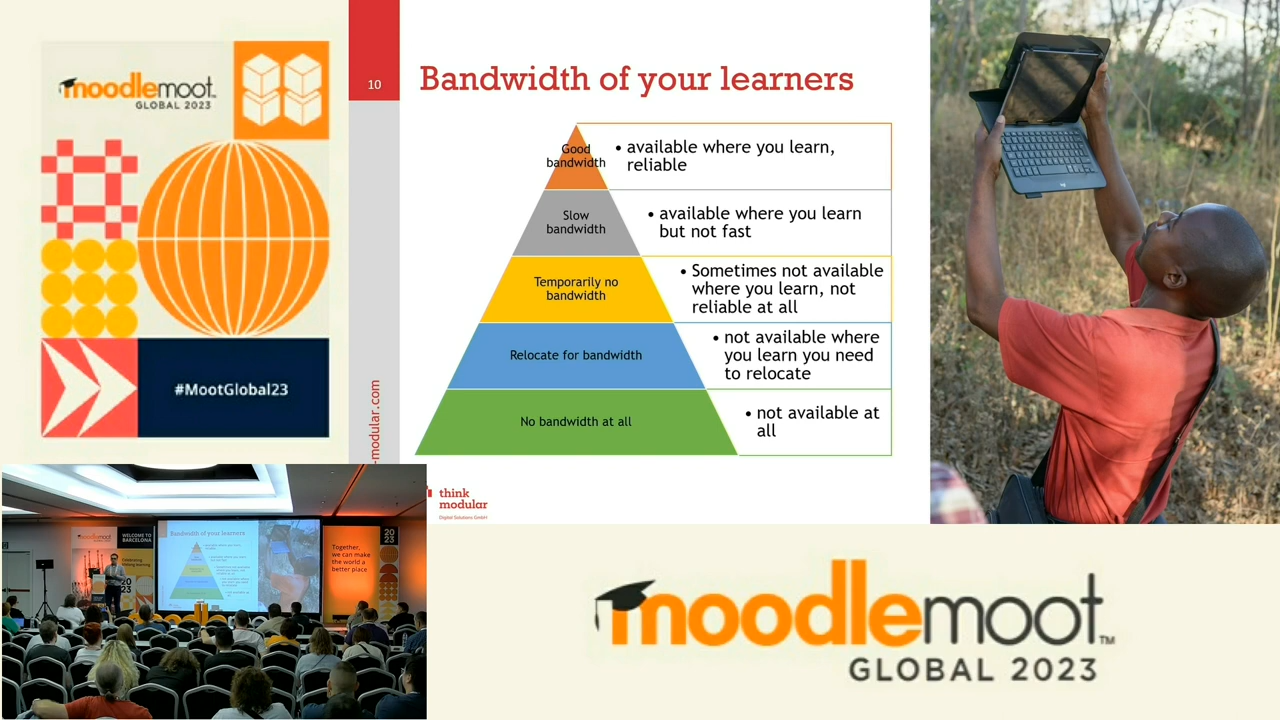 moodlemoot
GLOBAL 2023
#MootGlobal23
10
Bandwidth of your learners
Good
bandwidth
• available where you learn,
reliable
Slow
bandwidth
• available where you learn
but not fast
Temporarily no
bandwidth
• Sometimes not available
where you learn, not
reliable at all
Relocate for bandwidth
• not available where
you learn you need
to relocate
No bandwidth at all
• not available at
all
-modular.com
think
modular
Digital Solutions GmbH
moodlemoot
WELCOME TO
BARCELONA
Bandwidth of your learners
Together,
we can make
the world a
better place
20
23
moodlemoot™
GLOBAL 2023